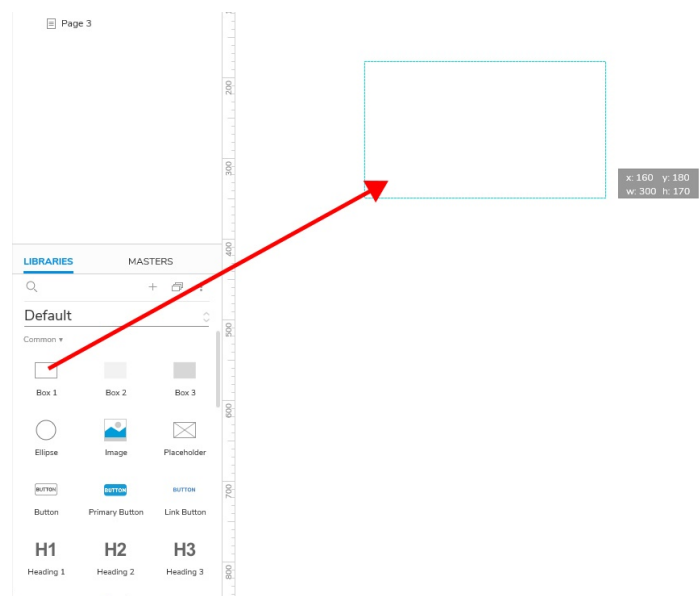 Page 3
200
300
x: 160 y: 180
w: 300 h: 170
400
LIBRARIES MASTERS
Default
500
Common
Box 1 Box 2 Box 3
600
Ellipse Image Placeholder
BUTTON BUTTON BUTTON
700
Button Primary Button Link Button
H1 H2 H3
Heading 1 Heading 2 Heading 3
800